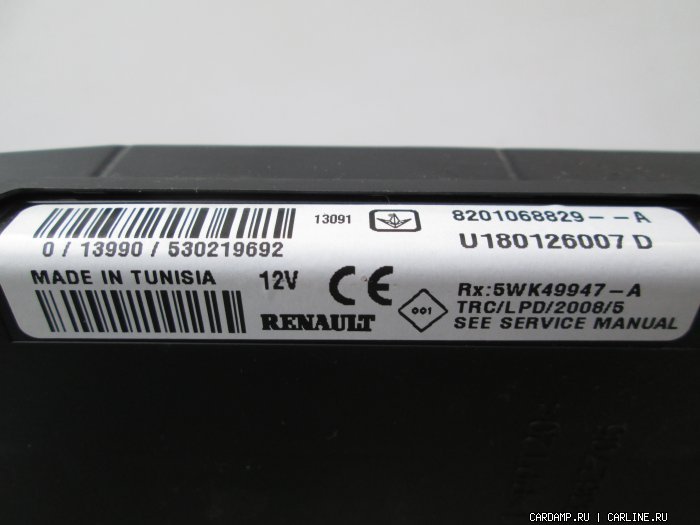 13091
8201068829--A
0 / 13990 / 530219692
U180126007 D
MADE IN TUNISIA
12V
CE
Rx:5WK49947-A
TRC/LPD/2008/5
RENAULT
001
SEE SERVICE MANUAL
CARDAMP.RU | CARLINE.RU